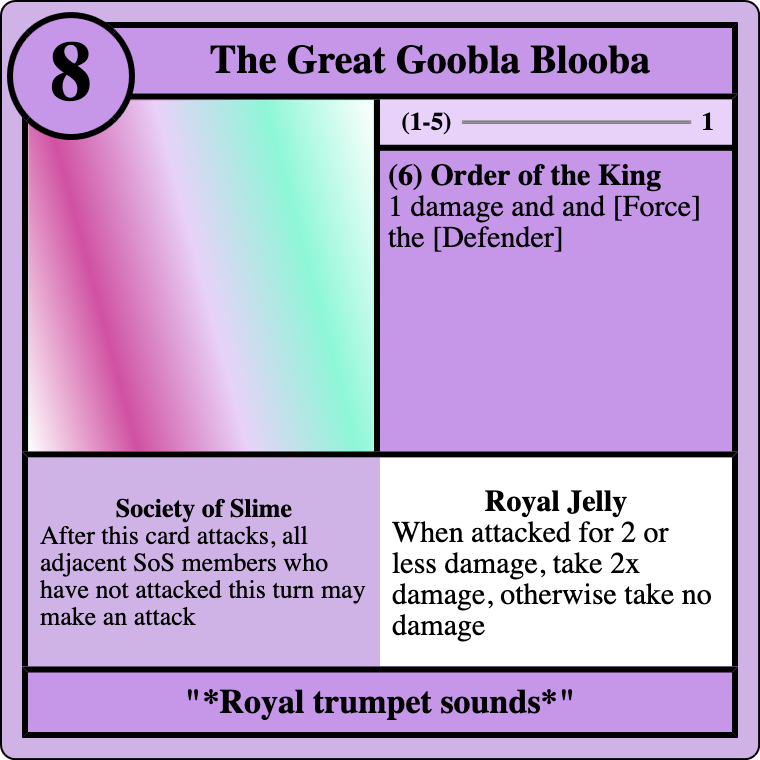 8
The Great Goobla Blooba
(1-5) 1
(6) Order of the King
1 damage and and [Force]
the [Defender]
Society of Slime
After this card attacks, all
adjacent SoS members who
have not attacked this turn may
make an attack
Royal Jelly
When attacked for 2 or
less damage, take 2x
damage, otherwise take no
damage
"*Royal trumpet sounds*"